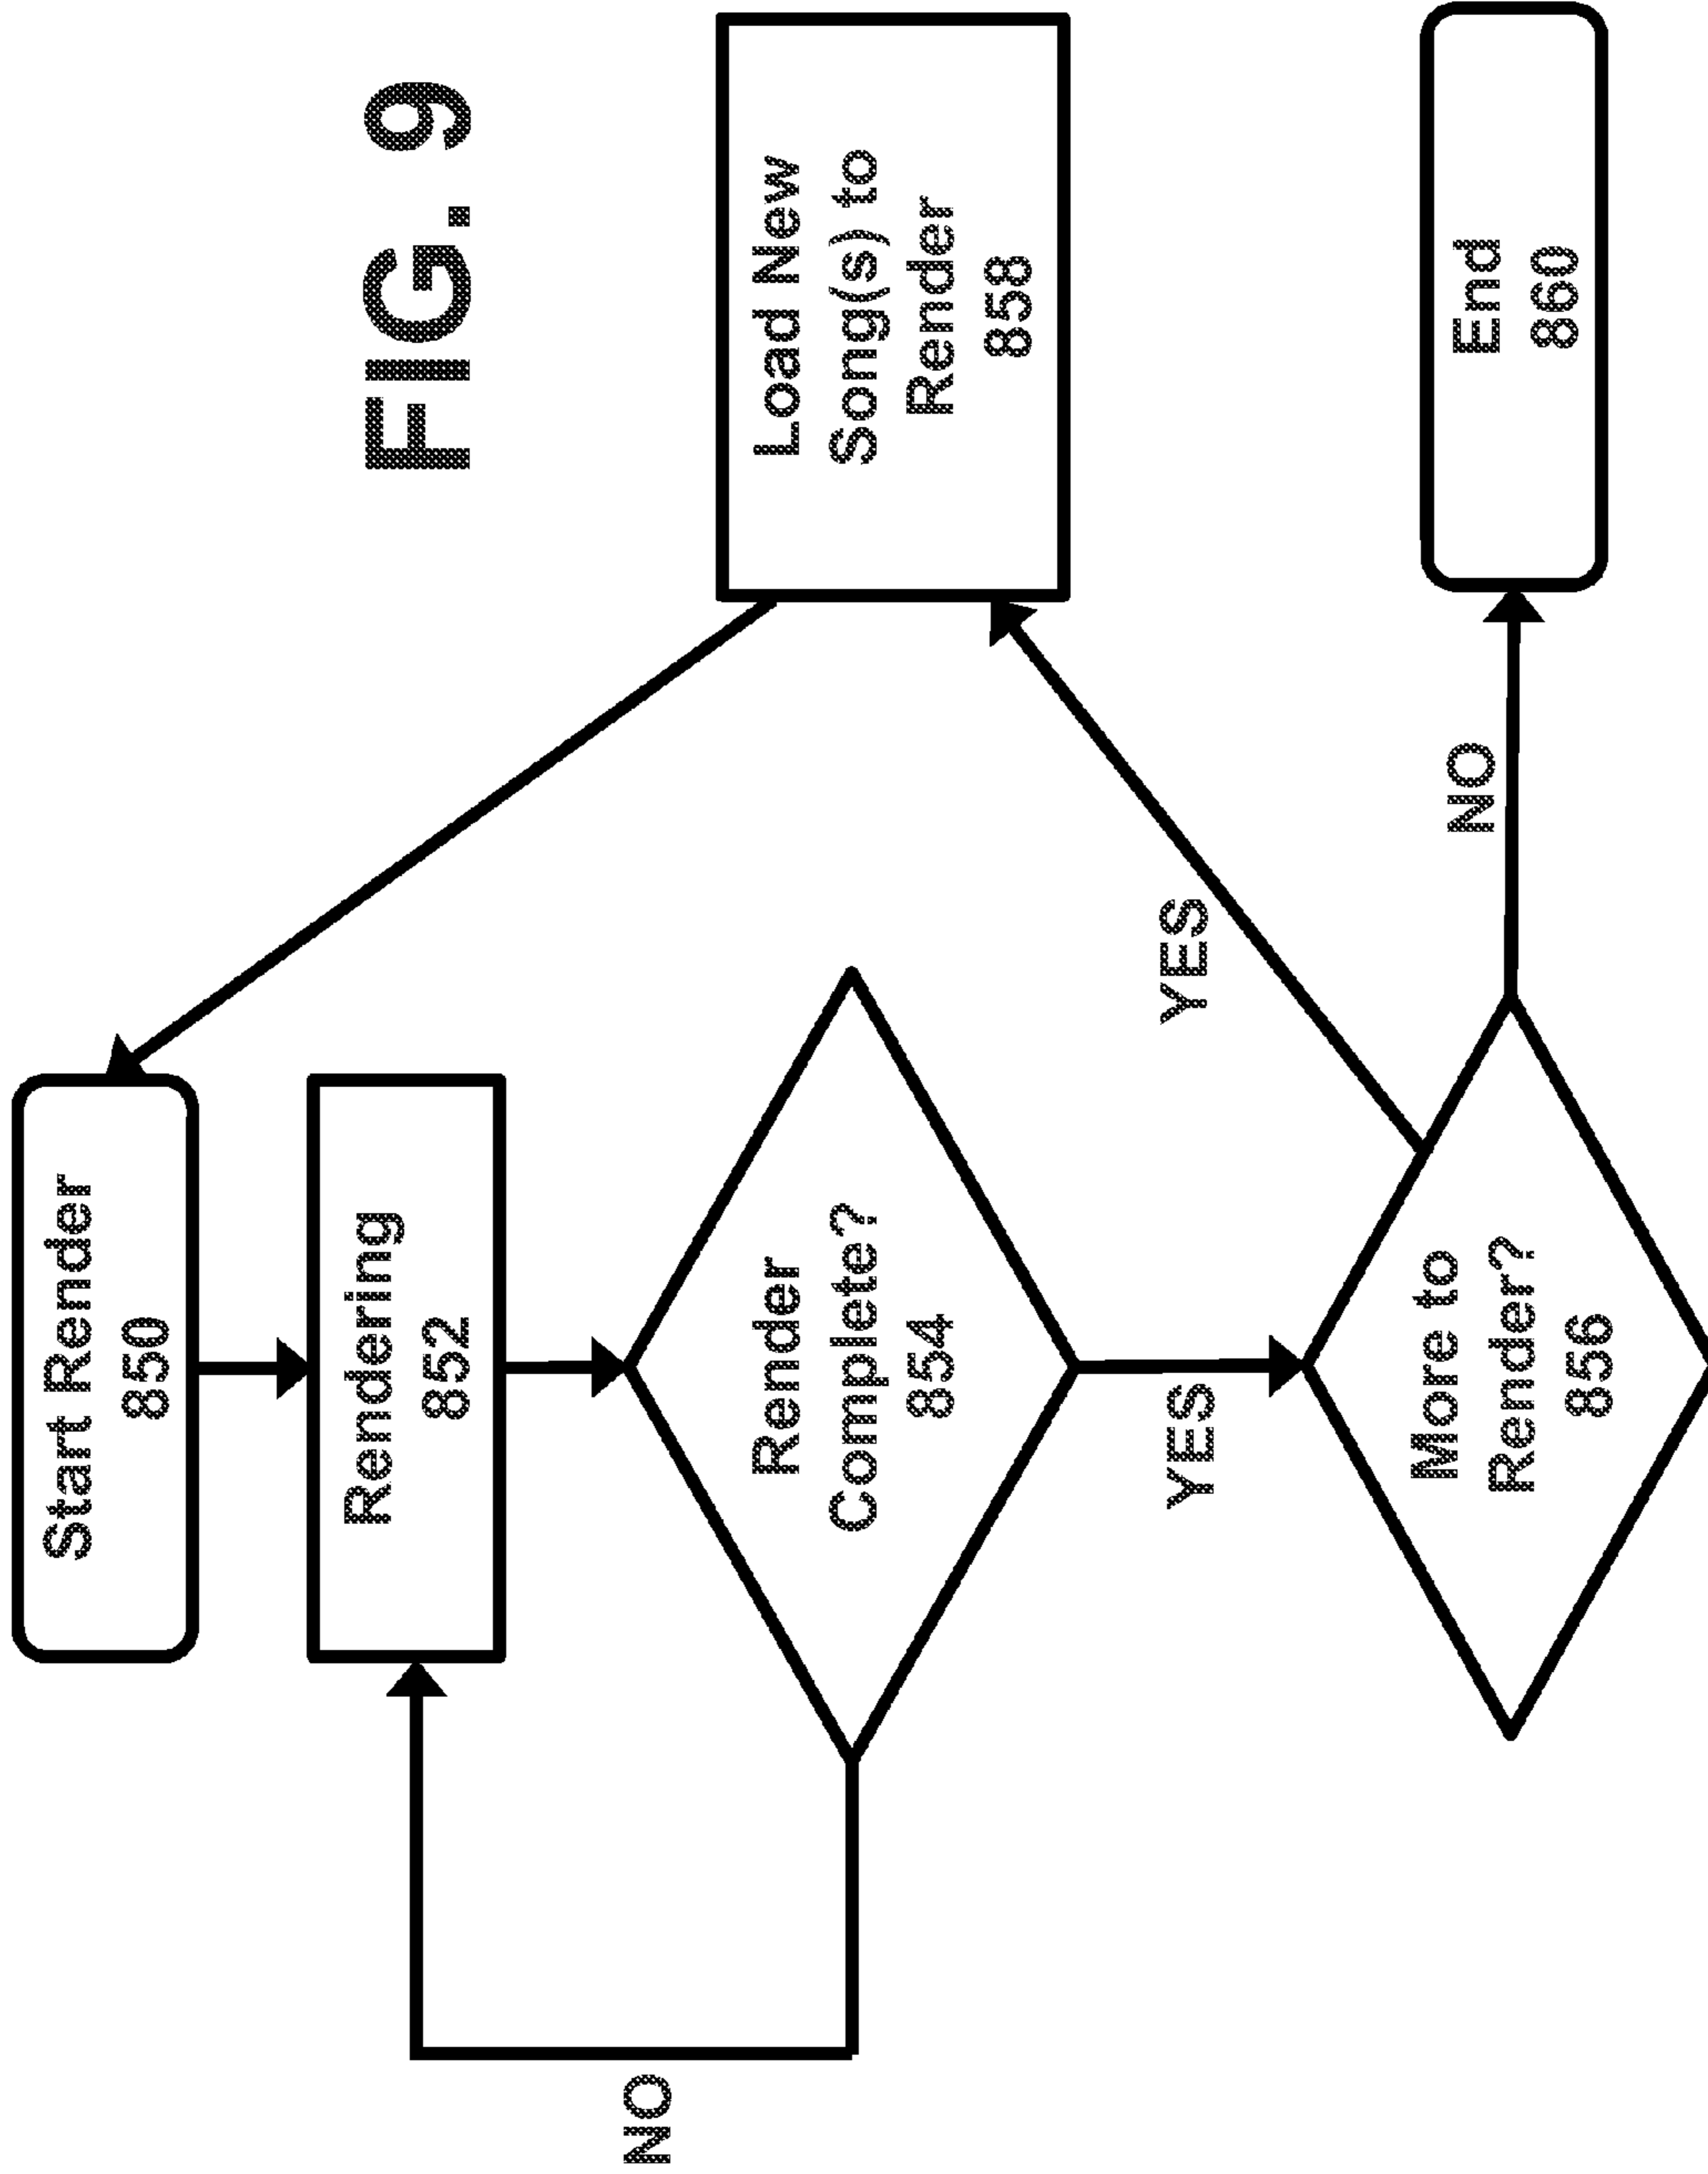 FIG. 9
Start Render
850
Rendering
852
NO
Render
Complete?
854
YES
More to
Render?
856
YES
Load New
Song(s) to
Render
858
NO
End
860